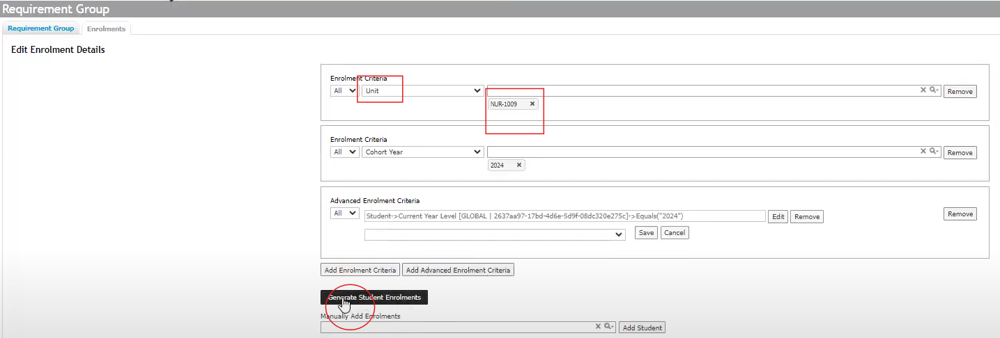 Requirement Group
Requirement Group Enrolments
Edit Enrolment Details
Enrolment Criteria
All Unit Remove
NUR-1009
Enrolment Criteria
All Cohort Year Remove
2024
Advanced Enrolment Criteria
All Student->Current Year Level [GLOBAL | 2637aa97-17bd-4d6e-5d9f-08dc320e275c]->Equals("2024") Edit Remove Remove
Save Cancel
Add Enrolment Criteria Add Advanced Enrolment Criteria
Generate Student Enrolments
Manually Add Enrolments
Add Student